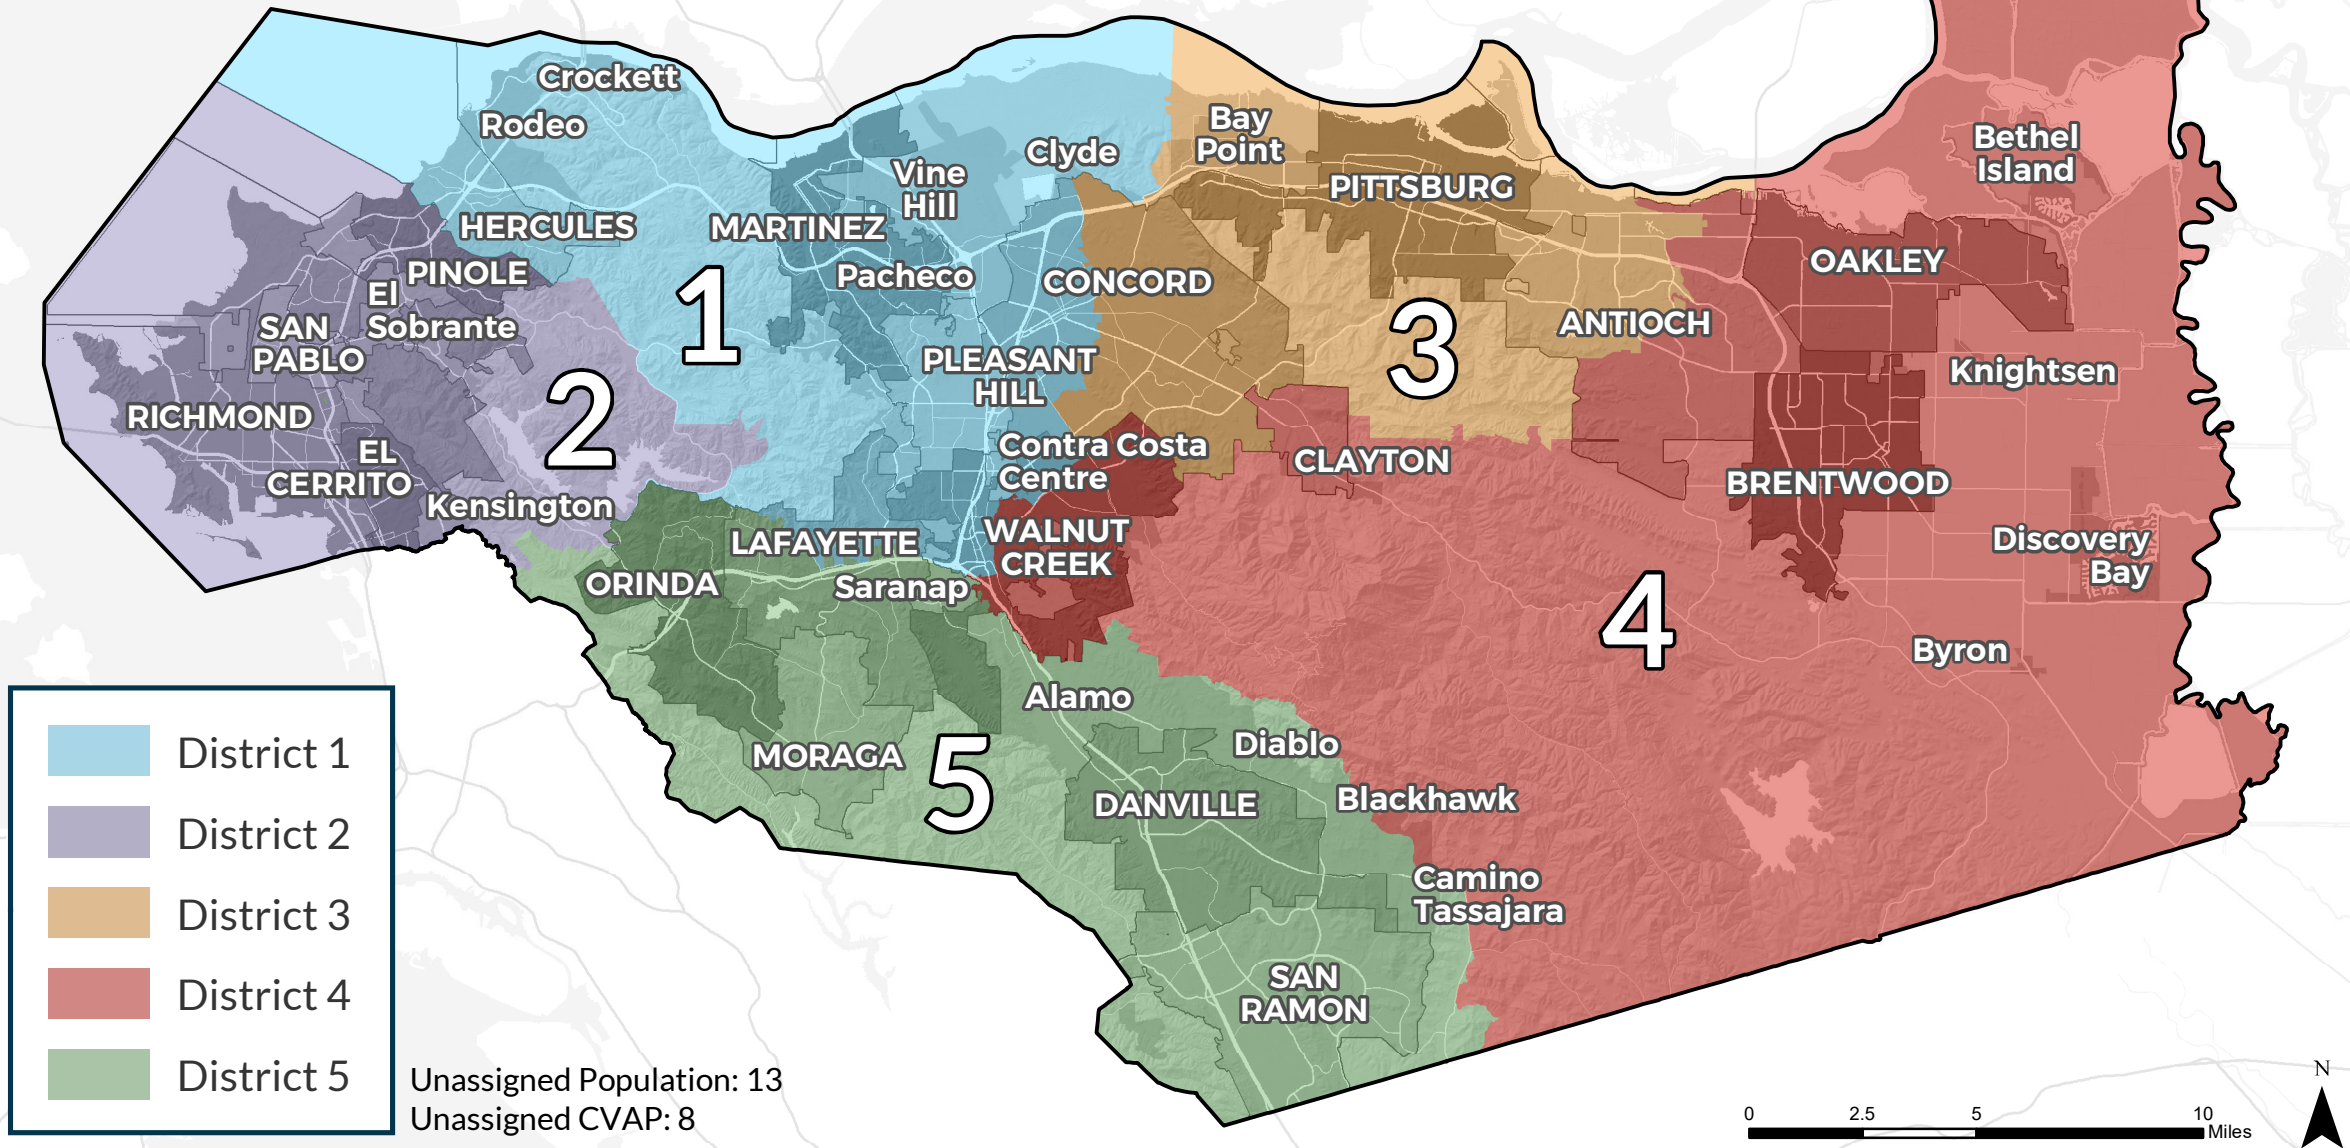 Crockett
Rodeo
Bay
Point
Clyde
Vine
Hill
Bethel
Island
PITTSBURG
HERCULES
MARTINEZ
OAKLEY
PINOLE
Pacheco
CONCORD
El
Sobrante
SAN
PABLO
1
3
ANTIOCH
PLEASANT
HILL
Knightsen
RICHMOND
2
Contra Costa
Centre
CLAYTON
EL
CERRITO
BRENTWOOD
Kensington
WALNUT
CREEK
LAFAYETTE
Discovery
Bay
ORINDA
Saranap
4
Byron
Alamo
Diablo
MORAGA
5
DANVILLE
Blackhawk
Camino
Tassajara
SAN
RAMON
District 1
District 2
District 3
District 4
District 5
Unassigned Population: 13
Unassigned CVAP: 8
0 2.5 5 10
Miles
N